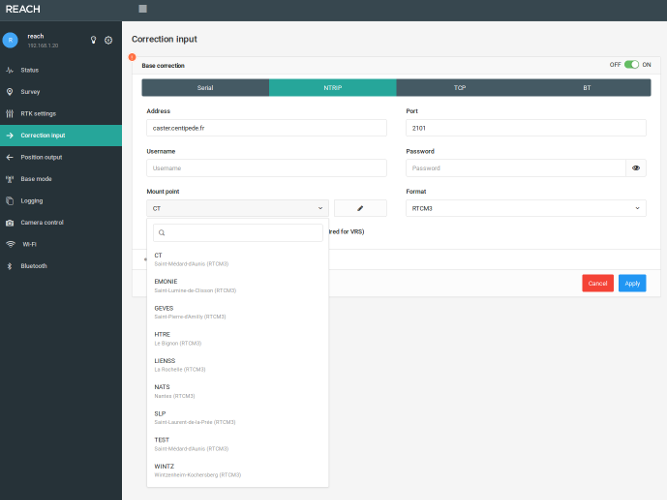 REACH
R
reach
192.168.1.20
Status
Survey
RTK settings
Correction input
Position output
Base mode
Logging
Camera control
Wi-Fi
Bluetooth
Correction input
Base correction
OFF ON
Serial NTRIP TCP BT
Address Port
caster.centipede.fr 2101
Username Password
Username Password
Mount point Format
CT RTCM3
ired for VRS)
CT
Saint-Médard-d'Aunis (RTCM3)
EMONIE
Saint-Lumine-de-Clisson (RTCM3)
GEVES
Saint-Pierre-d'Amilly (RTCM3)
HTRE
Le Bignon (RTCM3)
LIENSS
La Rochelle (RTCM3)
NATS
Nantes (RTCM3)
SLP
Saint-Laurent-de-la-Prée (RTCM3)
TEST
Saint-Médard-d'Aunis (RTCM3)
WINTZ
Wintzenheim-Kochersberg (RTCM3)
Cancel Apply